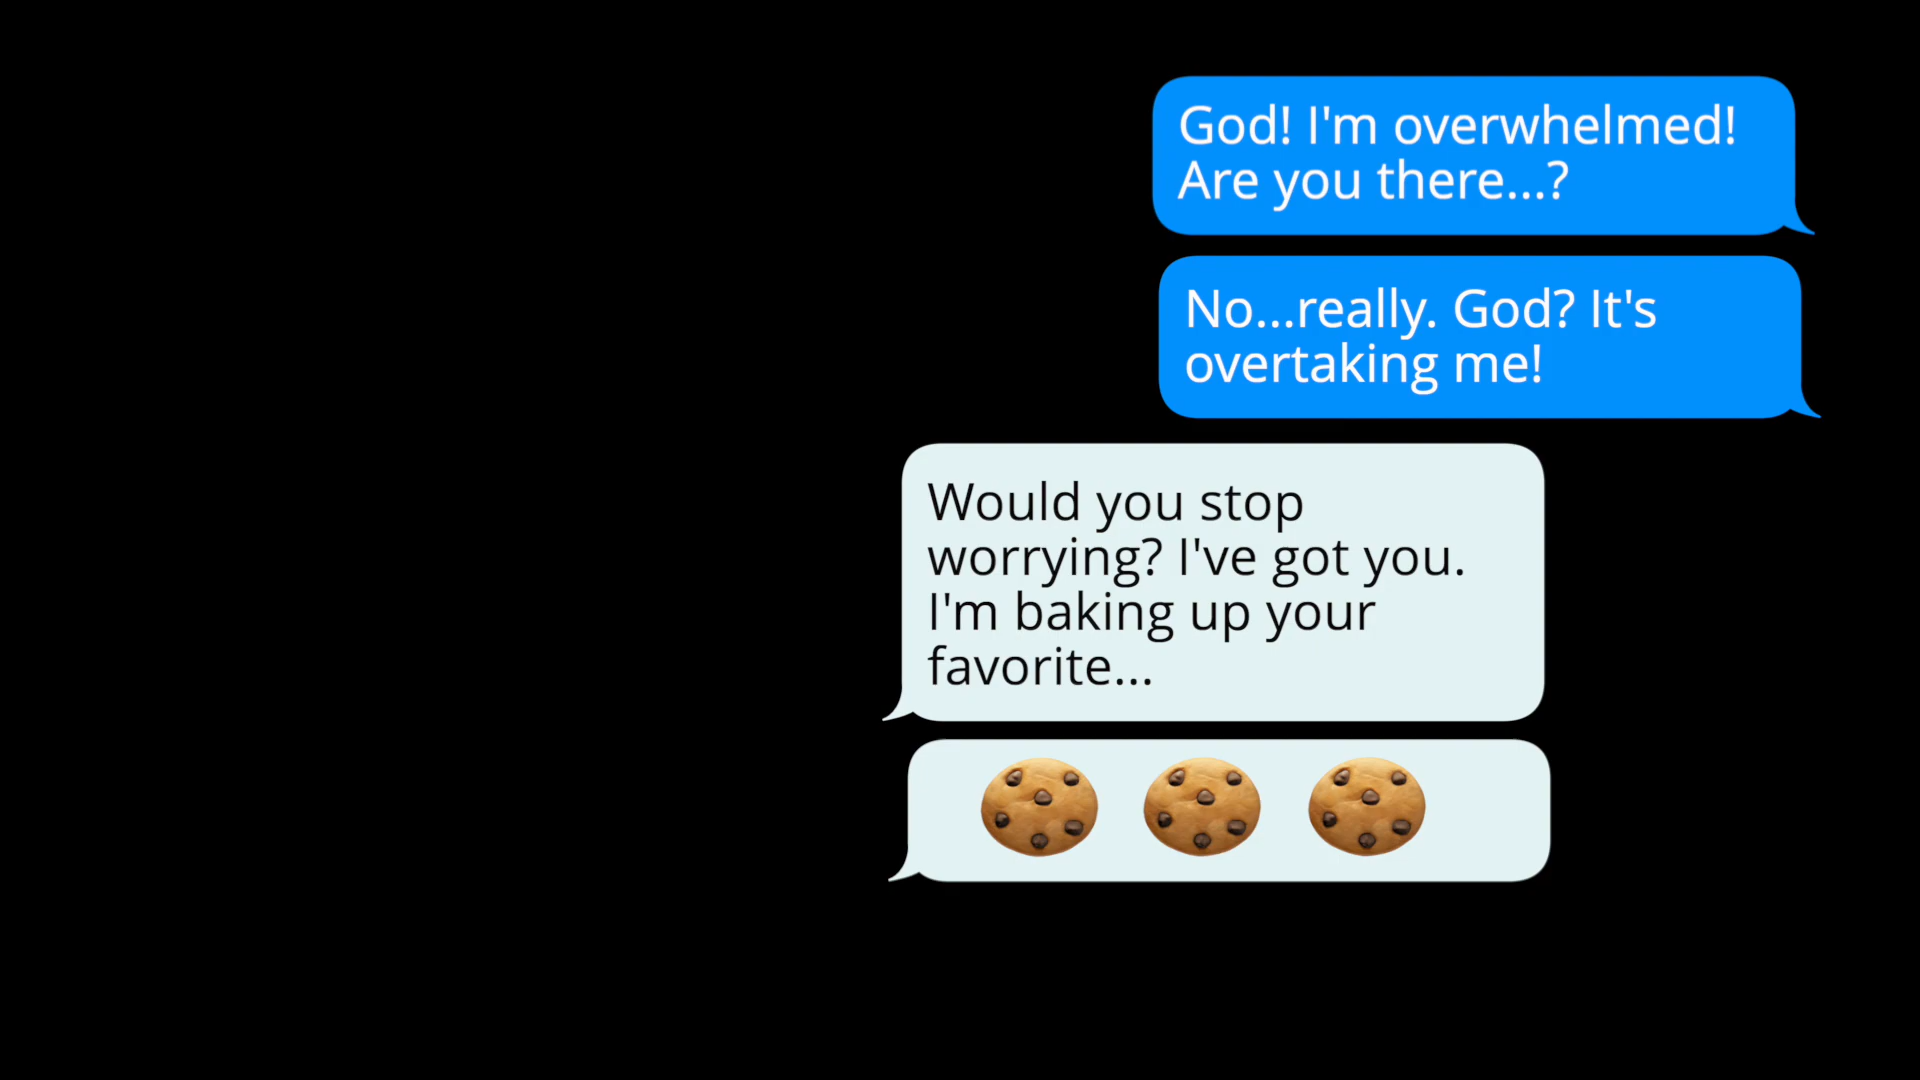 God! I'm overwhelmed!
Are you there...?
No...really. God? It's
overtaking me!
Would you stop
worrying? I've got you.
I'm baking up your
favorite...